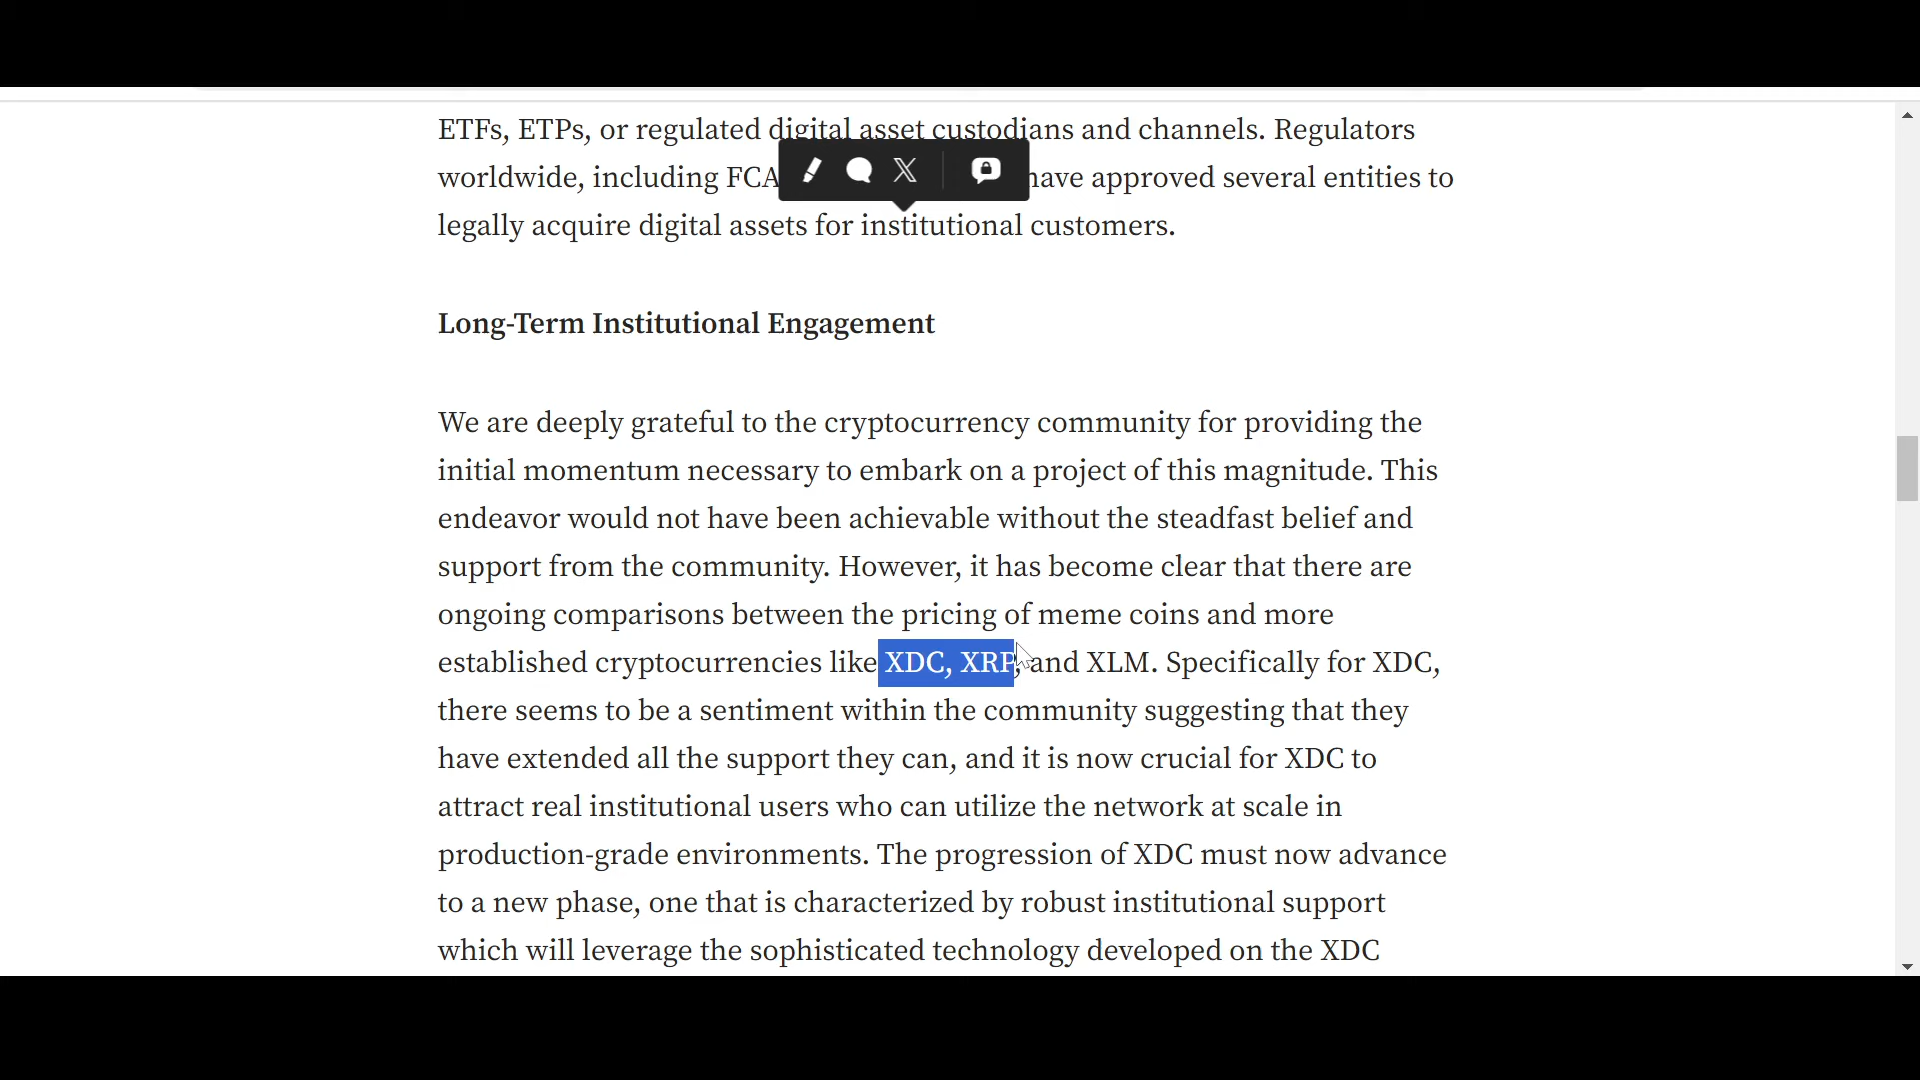 ETFs, ETPs, or regulated digital asset custodians and channels. Regulators
worldwide, including FCA have approved several entities to
legally acquire digital assets for institutional customers.
Long-Term Institutional Engagement
We are deeply grateful to the cryptocurrency community for providing the
initial momentum necessary to embark on a project of this magnitude. This
endeavor would not have been achievable without the steadfast belief and
support from the community. However, it has become clear that there are
ongoing comparisons between the pricing of meme coins and more
established cryptocurrencies like XDC, XRP, and XLM. Specifically for XDC,
there seems to be a sentiment within the community suggesting that they
have extended all the support they can, and it is now crucial for XDC to
attract real institutional users who can utilize the network at scale in
production-grade environments. The progression of XDC must now advance
to a new phase, one that is characterized by robust institutional support
which will leverage the sophisticated technology developed on the XDC